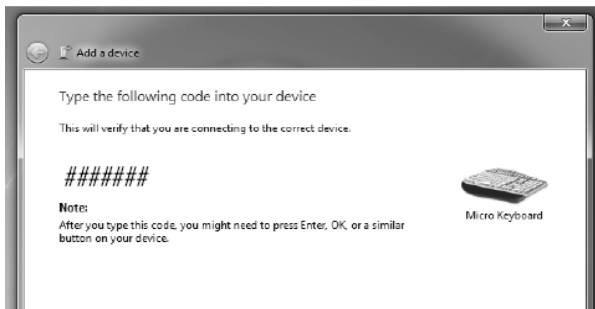 Add a device
Type the following code into your device
This will verify that you are connecting to the correct device.
#######
Note:
After you type this code, you might need to press Enter, OK, or a similar
button on your device.
Micro Keyboard